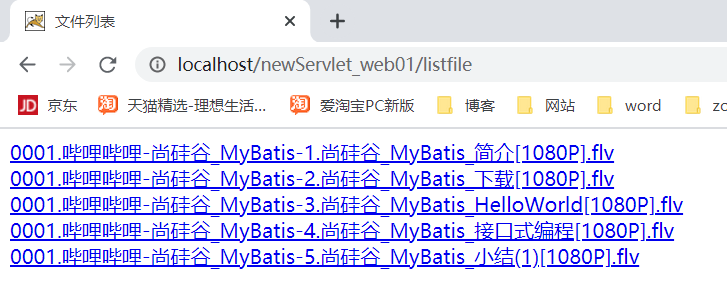 文件列表
localhost/newServlet_web01/listfile
JD 京东 淘 天猫精选-理想生活... 淘 爱淘宝PC新版 博客 网站 word zc
0001.哔哩哔哩-尚硅谷_MyBatis-1.尚硅谷_MyBatis_简介[1080P].flv
0001.哔哩哔哩-尚硅谷_MyBatis-2.尚硅谷_MyBatis_下载[1080P].flv
0001.哔哩哔哩-尚硅谷_MyBatis-3.尚硅谷_MyBatis_HelloWorld[1080P].flv
0001.哔哩哔哩-尚硅谷_MyBatis-4.尚硅谷_MyBatis_接口式编程[1080P].flv
0001.哔哩哔哩-尚硅谷_MyBatis-5.尚硅谷_MyBatis_小结(1)[1080P].flv